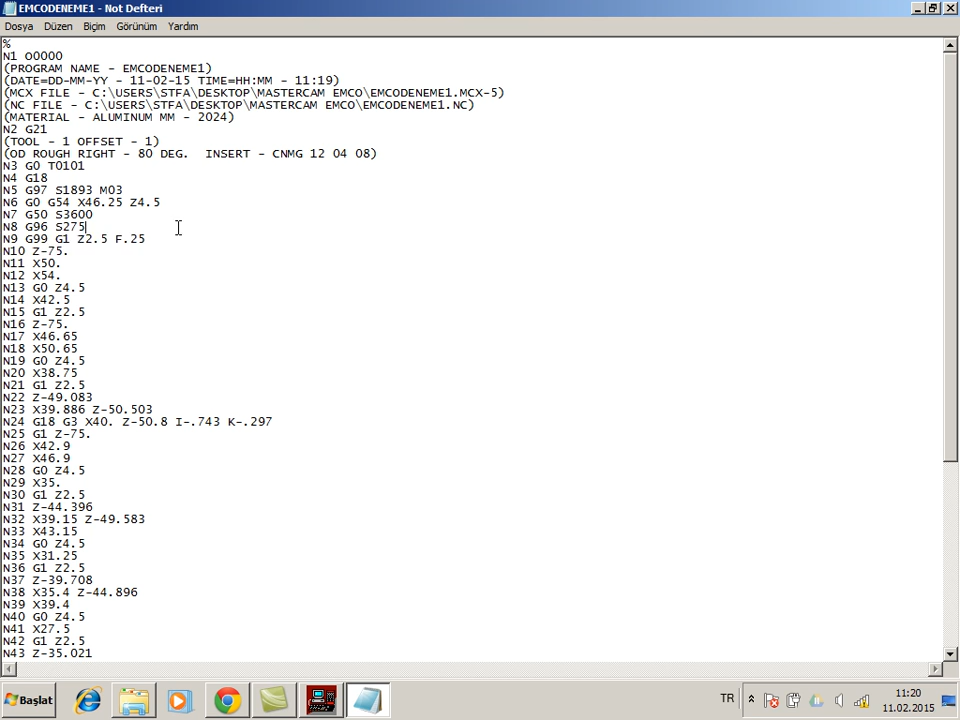 EMCODENEME1 - Not Defteri
Dosya Düzen Biçim Görünüm Yardım
%
N1 O0000
(PROGRAM NAME - EMCODENEME1)
(DATE=DD-MM-YY - 11-02-15 TIME=HH:MM - 11:19)
(MCX FILE - C:\USERS\STFA\DESKTOP\MASTERCAM EMCO\EMCODENEME1.MCX-5)
(NC FILE - C:\USERS\STFA\DESKTOP\MASTERCAM EMCO\EMCODENEME1.NC)
(MATERIAL - ALUMINUM MM - 2024)
N2 G21
(TOOL - 1 OFFSET - 1)
(OD ROUGH RIGHT - 80 DEG.  INSERT - CNMG 12 04 08)
N3 G0 T0101
N4 G18
N5 G97 S1893 M03
N6 G0 G54 X46.25 Z4.5
N7 G50 S3600
N8 G96 S275
N9 G99 G1 Z2.5 F.25
N10 Z-75.
N11 X50.
N12 X54.
N13 G0 Z4.5
N14 X42.5
N15 G1 Z2.5
N16 Z-75.
N17 X46.65
N18 X50.65
N19 G0 Z4.5
N20 X38.75
N21 G1 Z2.5
N22 Z-49.083
N23 X39.886 Z-50.503
N24 G18 G3 X40. Z-50.8 I-.743 K-.297
N25 G1 Z-75.
N26 X42.9
N27 X46.9
N28 G0 Z4.5
N29 X35.
N30 G1 Z2.5
N31 Z-44.396
N32 X39.15 Z-49.583
N33 X43.15
N34 G0 Z4.5
N35 X31.25
N36 G1 Z2.5
N37 Z-39.708
N38 X35.4 Z-44.896
N39 X39.4
N40 G0 Z4.5
N41 X27.5
N42 G1 Z2.5
N43 Z-35.021
Başlat
TR
11:20
11.02.2015